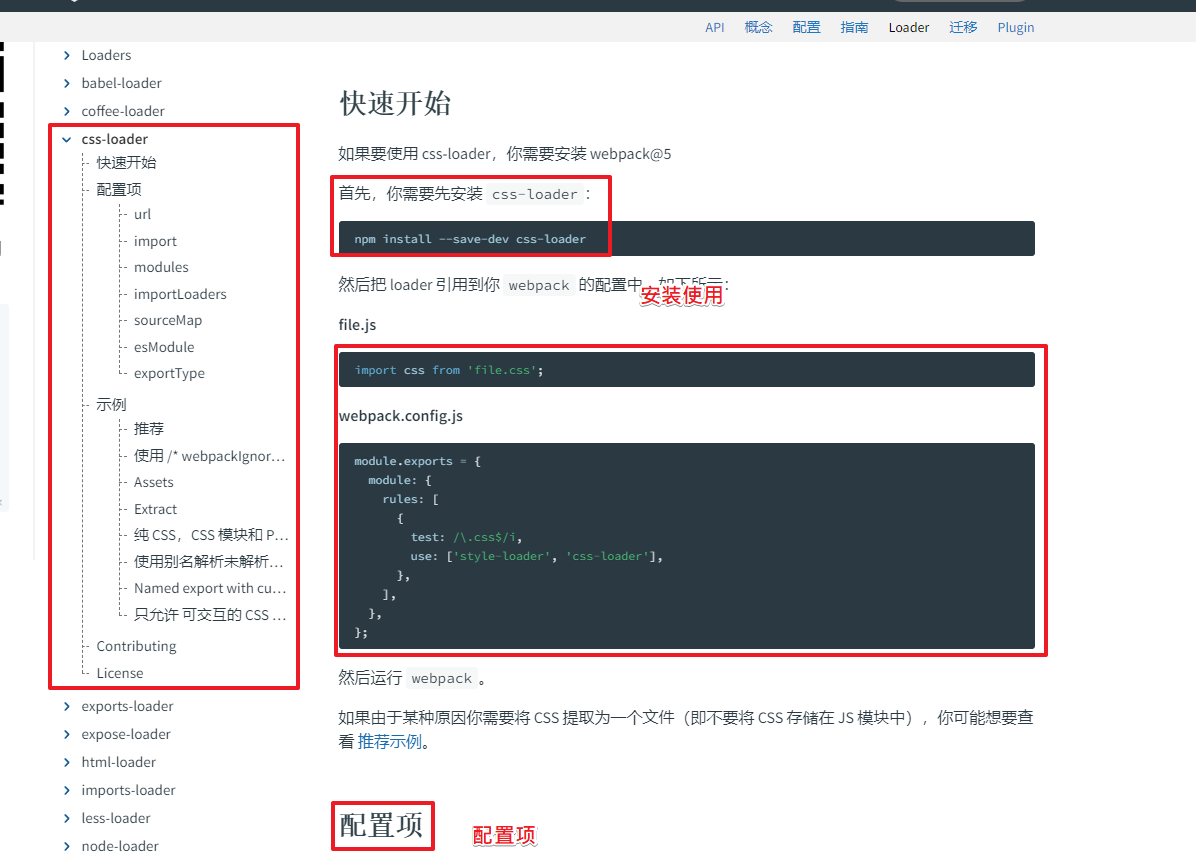 API 概念 配置 指南 Loader 迁移 Plugin
Loaders
babel-loader
coffee-loader
css-loader
快速开始
配置项
url
import
modules
importLoaders
sourceMap
esModule
exportType
示例
推荐
使用 /* webpackIgnor...
Assets
Extract
纯 CSS，CSS 模块和 P...
使用别名解析未解析...
Named export with cu...
只允许 可交互的 CSS ...
Contributing
License
exports-loader
expose-loader
html-loader
imports-loader
less-loader
node-loader
快速开始
如果要使用 css-loader，你需要安装 webpack@5
首先，你需要先安装 css-loader：
npm install --save-dev css-loader
然后把 loader 引用到你 webpack 的配置中，如下所示：
安装使用
file.js
import css from 'file.css';
webpack.config.js
module.exports = {
module: {
rules: [
{
test: /\.css$/i,
use: ['style-loader', 'css-loader'],
},
],
},
};
然后运行 webpack。
如果由于某种原因你需要将 CSS 提取为一个文件（即不要将 CSS 存储在 JS 模块中），你可能想要查
看 推荐示例。
配置项
配置项